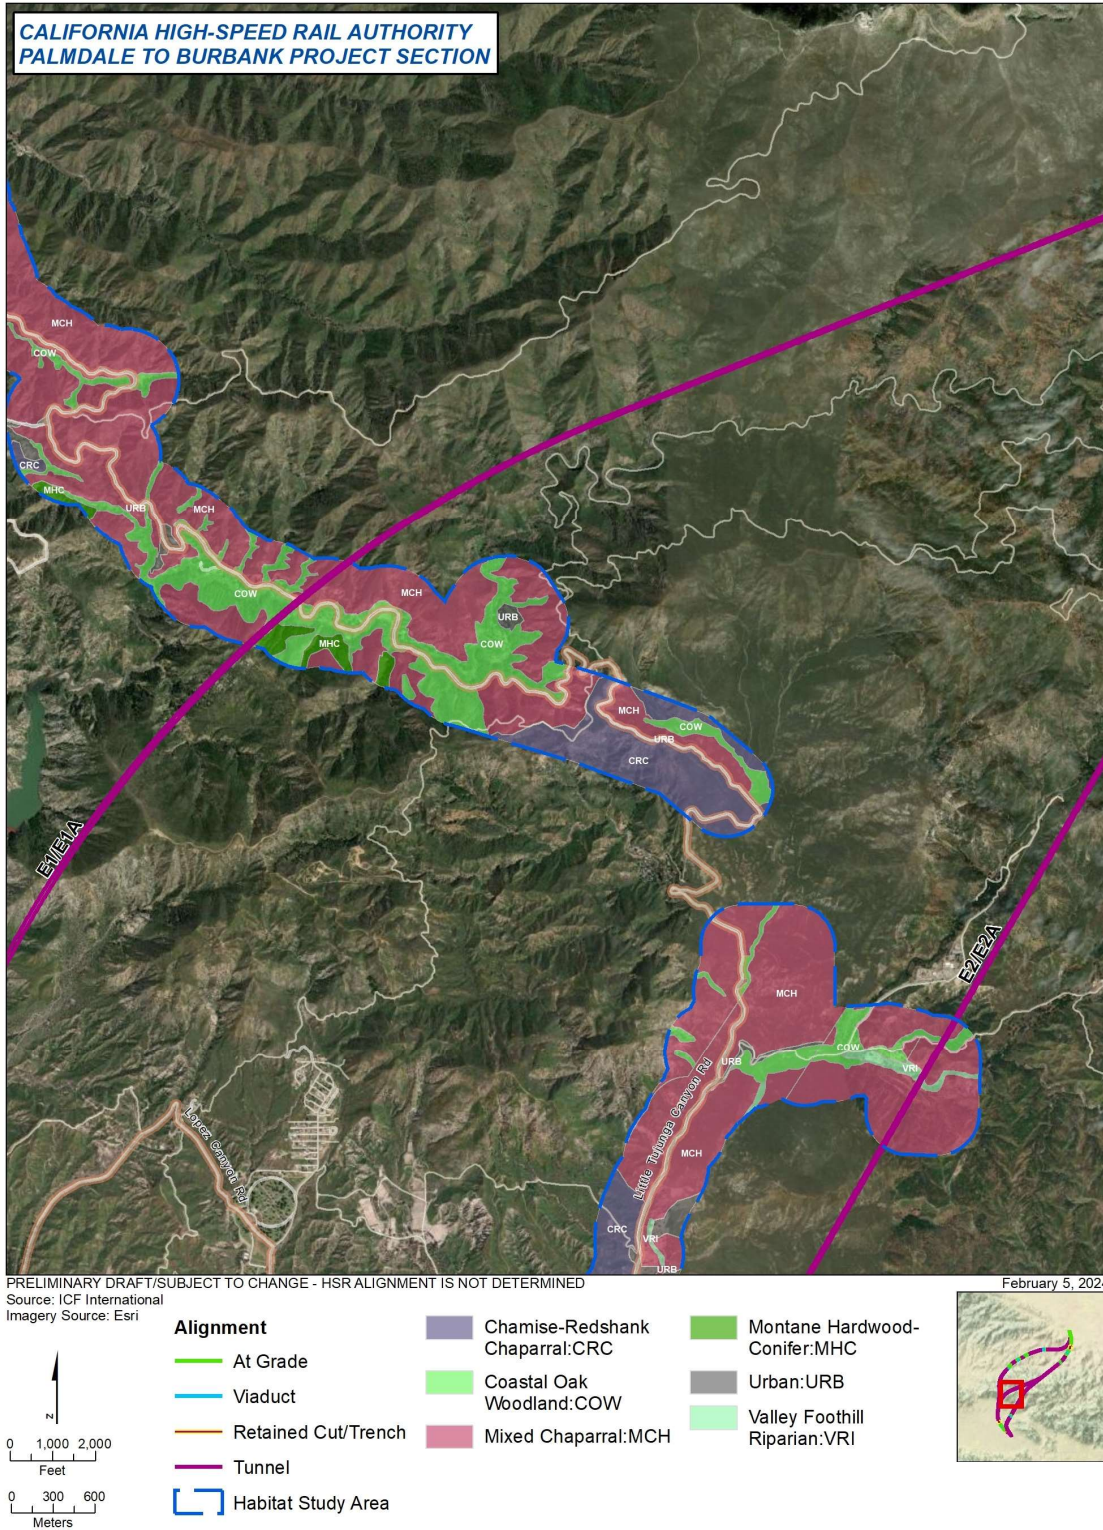 CALIFORNIA HIGH-SPEED RAIL AUTHORITY
PALMDALE TO BURBANK PROJECT SECTION
MCH
COW
CRC
MHC
URB
MCH
COW
MCH
MHC
URB
COW
MCH
COW
URB
CRC
E1/E1A
E2/E2A
MCH
COW
URB
VRI
Little Tujunga Canyon Rd
MCH
Lopez Canyon Rd
CRC
VRI
URB
PRELIMINARY DRAFT/SUBJECT TO CHANGE - HSR ALIGNMENT IS NOT DETERMINED
February 5, 2024
Source: ICF International
Imagery Source: Esri
N
0 1,000 2,000
Feet
0 300 600
Meters
Alignment
At Grade
Viaduct
Retained Cut/Trench
Tunnel
Habitat Study Area
Chamise-Redshank
Chaparral:CRC
Coastal Oak
Woodland:COW
Mixed Chaparral:MCH
Montane Hardwood-
Conifer:MHC
Urban:URB
Valley Foothill
Riparian:VRI